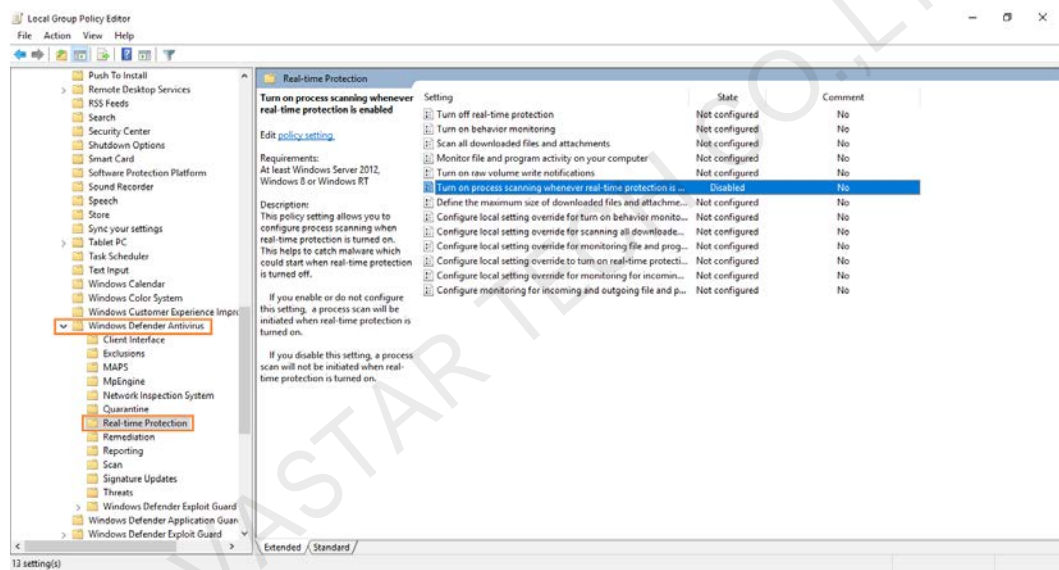 Local Group Policy Editor
File Action View Help
Push To Install
Remote Desktop Services
RSS Feeds
Search
Security Center
Shutdown Options
Smart Card
Software Protection Platform
Sound Recorder
Speech
Store
Sync your settings
Tablet PC
Task Scheduler
Text Input
Windows Calendar
Windows Color System
Windows Customer Experience Impr
Windows Defender Antivirus
Client Interface
Exclusions
MAPS
MpEngine
Network Inspection System
Quarantine
Real-time Protection
Remediation
Reporting
Scan
Signature Updates
Threats
Windows Defender Exploit Guard
Windows Defender Application Guar
Windows Defender Exploit Guard
Real-time Protection
Turn on process scanning whenever
real-time protection is enabled
Edit policy setting.
Requirements:
At least Windows Server 2012,
Windows 8 or Windows RT
Description:
This policy setting allows you to
configure process scanning when
real-time protection is turned on.
This helps to catch malware which
could start when real-time protection
is turned off.
If you enable or do not configure
this setting, a process scan will be
initiated when real-time protection is
turned on.
If you disable this setting, a process
scan will not be initiated when real-
time protection is turned on.
Setting State Comment
Turn off real-time protection Not configured No
Turn on behavior monitoring Not configured No
Scan all downloaded files and attachments Not configured No
Monitor file and program activity on your computer Not configured No
Turn on raw volume write notifications Not configured No
Turn on process scanning whenever real-time protection is ... Disabled No
Define the maximum size of downloaded files and attachme... Not configured No
Configure local setting override for turn on behavior monito... Not configured No
Configure local setting override for scanning all downloade... Not configured No
Configure local setting override for monitoring file and prog... Not configured No
Configure local setting override to turn on real-time protecti... Not configured No
Configure local setting override for monitoring for incomin... Not configured No
Configure monitoring for incoming and outgoing file and p... Not configured No
Extended Standard
13 setting(s)
VASTAR TECH CO., L